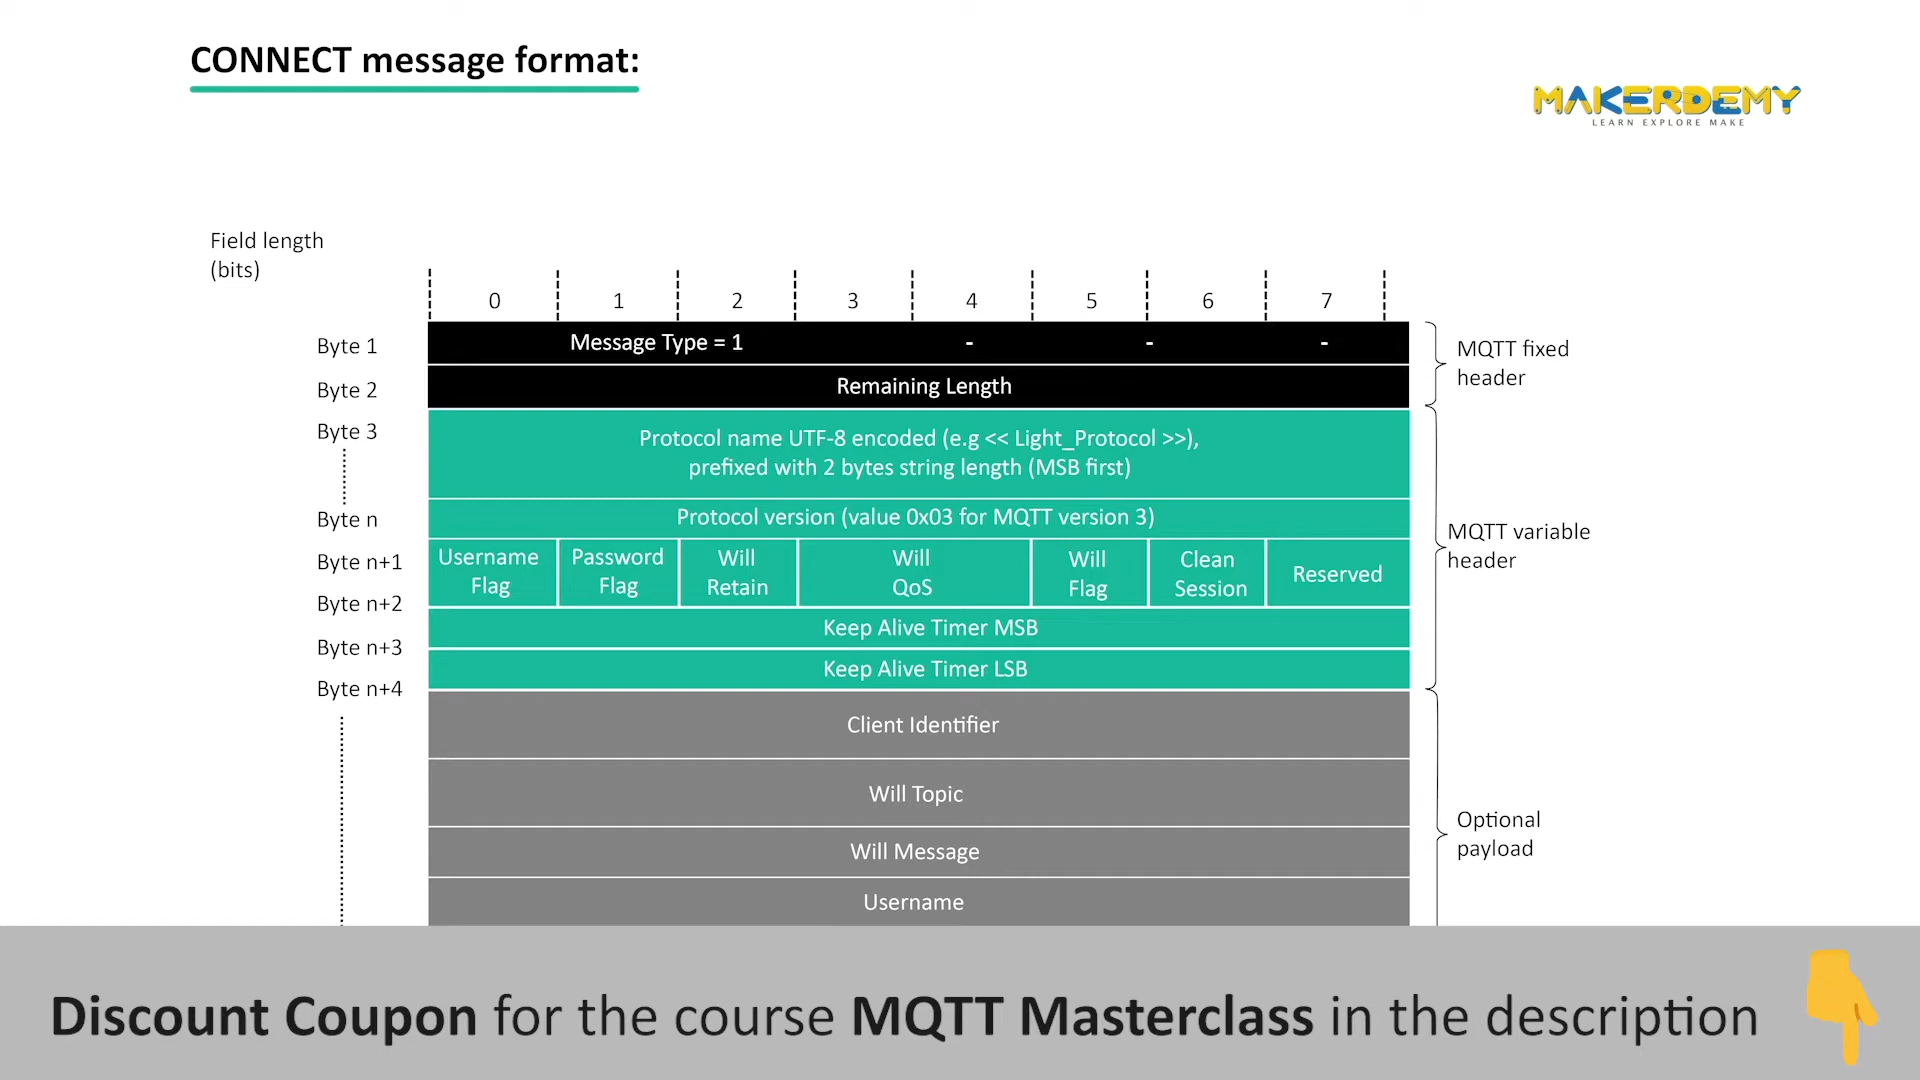 CONNECT message format:
MAKERDEMY
LEARN EXPLORE MAKE
Field length
(bits)
0 1 2 3 4 5 6 7
Byte 1
Message Type = 1 - - -
MQTT fixed
header
Byte 2
Remaining Length
Byte 3
Protocol name UTF-8 encoded (e.g << Light_Protocol >>),
prefixed with 2 bytes string length (MSB first)
Byte n
Protocol version (value 0x03 for MQTT version 3)
MQTT variable
header
Byte n+1
Username
Flag
Password
Flag
Will
Retain
Will
QoS
Will
Flag
Clean
Session
Reserved
Byte n+2
Keep Alive Timer MSB
Byte n+3
Keep Alive Timer LSB
Byte n+4
Client Identifier
Will Topic
Optional
payload
Will Message
Username
Discount Coupon for the course MQTT Masterclass in the description